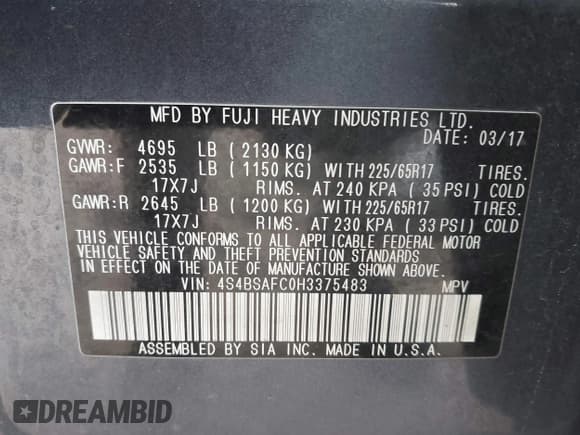 MFD BY FUJI HEAVY INDUSTRIES LTD.
DATE: 03/17
GVWR: 4695 LB ( 2130 KG)
GAWR:F 2535 LB ( 1150 KG) WITH 225/65R17 TIRES.
17X7J RIMS. AT 240 KPA ( 35 PSI) COLD
GAWR:R 2645 LB ( 1200 KG) WITH 225/65R17 TIRES.
17X7J RIMS. AT 230 KPA ( 33 PSI) COLD
THIS VEHICLE CONFORMS TO ALL APPLICABLE FEDERAL MOTOR
VEHICLE SAFETY AND THEFT PREVENTION STANDARDS
IN EFFECT ON THE DATE OF MANUFACTURE SHOWN ABOVE.
VIN: 4S4BSAFC0H3375483 MPV
ASSEMBLED BY SIA INC. MADE IN U.S.A.
DREAMBID